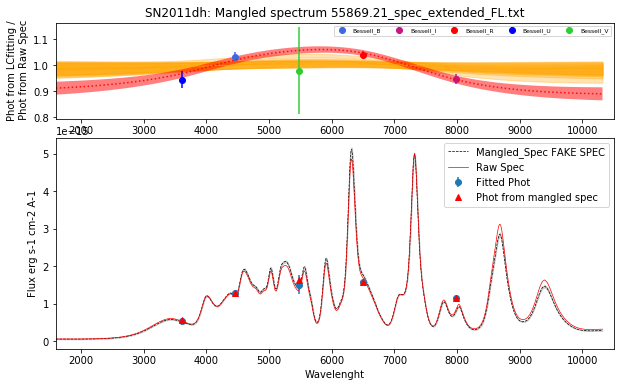 SN2011dh: Mangled spectrum 55869.21_spec_extended_FL.txt
Phot from LCfitting /
Phot from Raw Spec
Bessell_B Bessell_I Bessell_R Bessell_U Bessell_V
1.1
1.0
0.9
0.8
2000 3000 4000 5000 6000 7000 8000 9000 10000
Flux erg s-1 cm-2 A-1
5
4
3
2
1
0
Mangled_Spec FAKE SPEC
Raw Spec
Fitted Phot
Phot from mangled spec
2000 3000 4000 5000 6000 7000 8000 9000 10000
Wavelenght